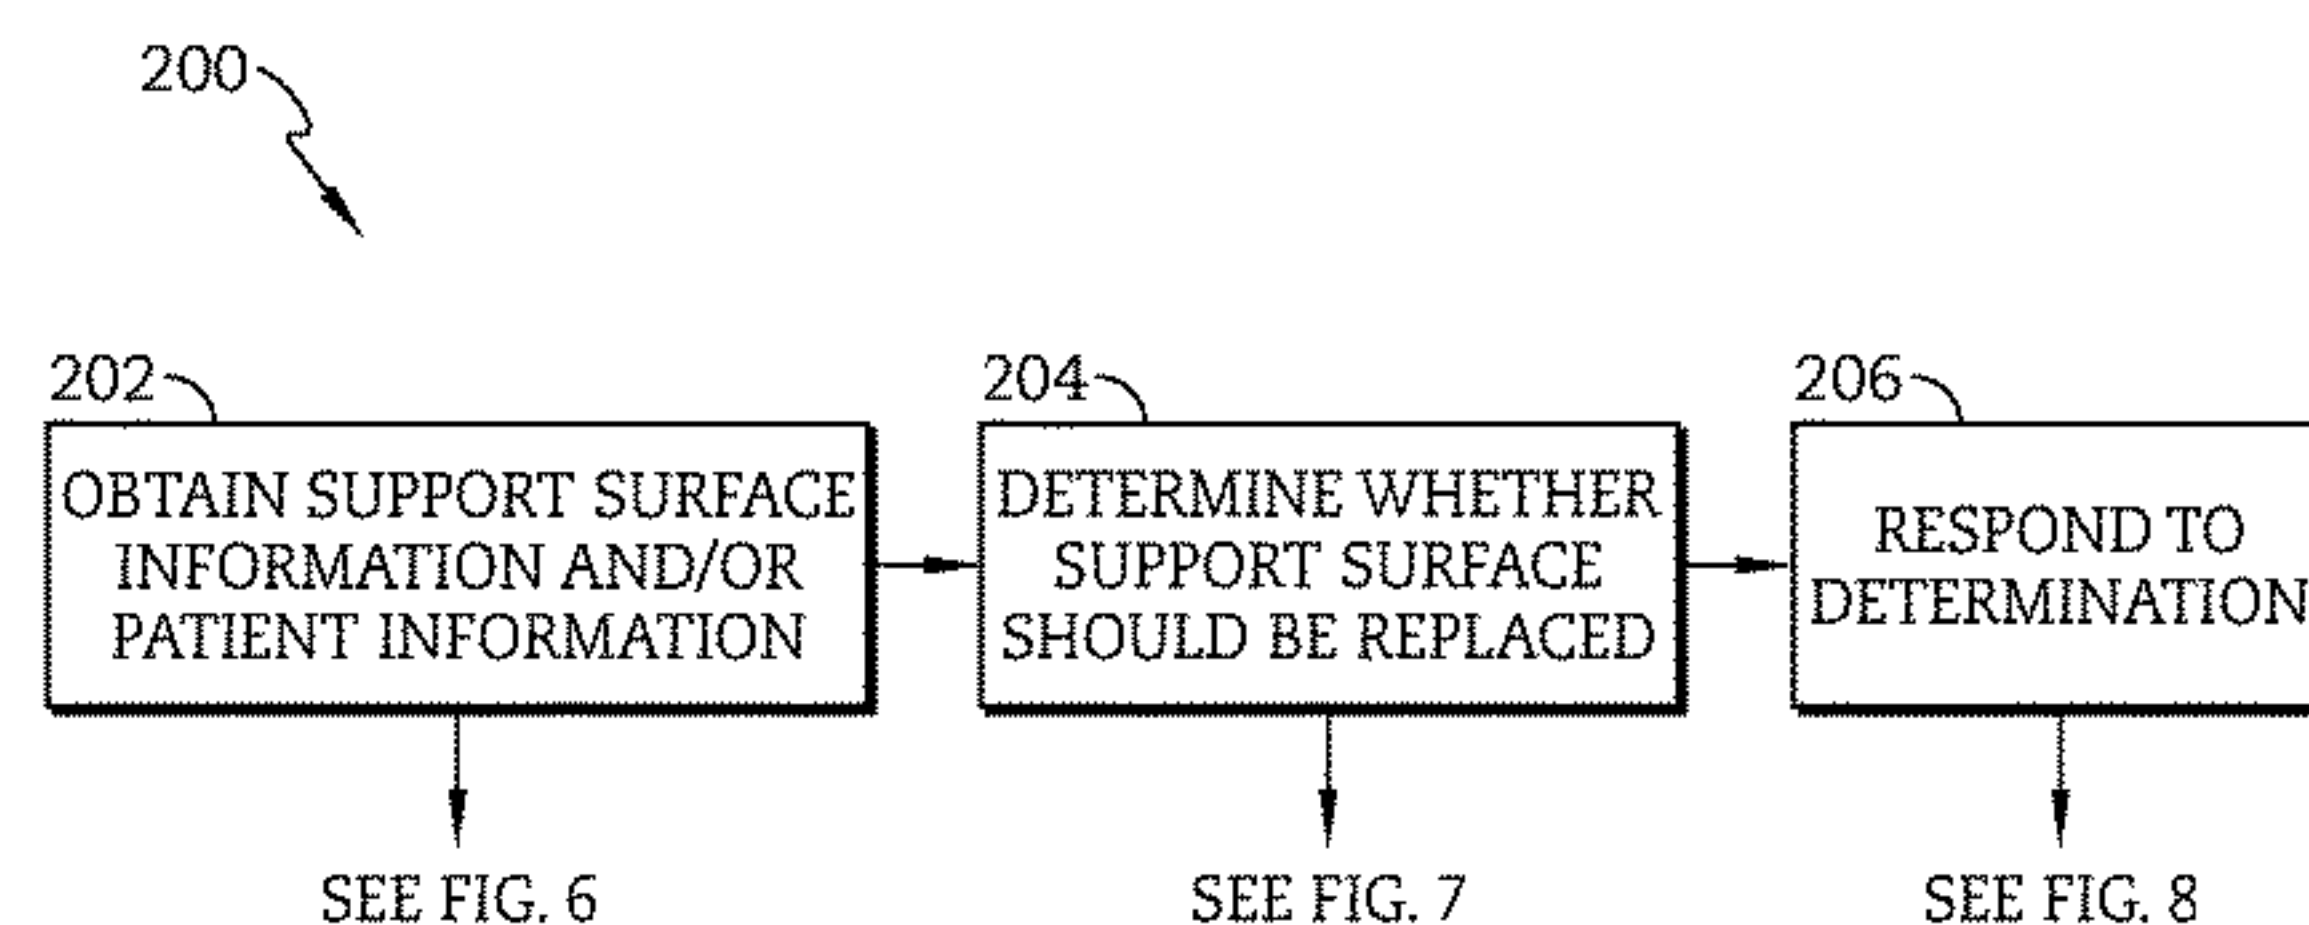 200
202
OBTAIN SUPPORT SURFACE
INFORMATION AND/OR
PATIENT INFORMATION
SEE FIG. 6
204
DETERMINE WHETHER
SUPPORT SURFACE
SHOULD BE REPLACED
SEE FIG. 7
206
RESPOND TO
DETERMINATION
SEE FIG. 8